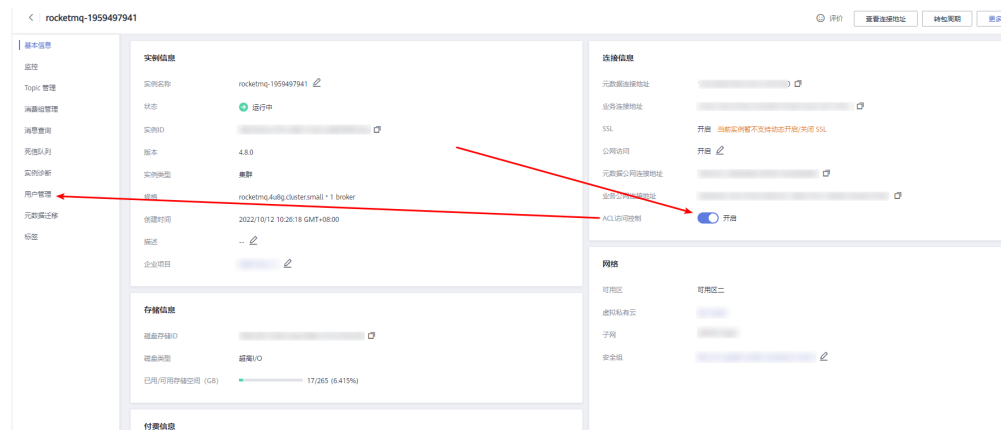 rocketmq-1959497941
评价
查看连接地址
转包周期
更多
基本信息
监控
Topic 管理
消费组管理
消息查询
死信队列
实例诊断
用户管理
元数据迁移
标签
实例信息
实例名称 rocketmq-1959497941
状态 运行中
实例ID
版本 4.8.0
实例类型 集群
规格 rocketmq.4u8g.cluster.small * 1 broker
创建时间 2022/10/12 10:26:18 GMT+08:00
描述 --
企业项目
存储信息
磁盘存储ID
磁盘类型 超高I/O
已用/可用存储空间 (GB) 17/265 (6.415%)
付费信息
连接信息
元数据连接地址
业务连接地址
SSL 开启 当前实例暂不支持动态开启/关闭 SSL
公网访问 开启
元数据公网连接地址
业务公网连接地址
ACL访问控制 开启
网络
可用区 可用区二
虚拟私有云
子网
安全组